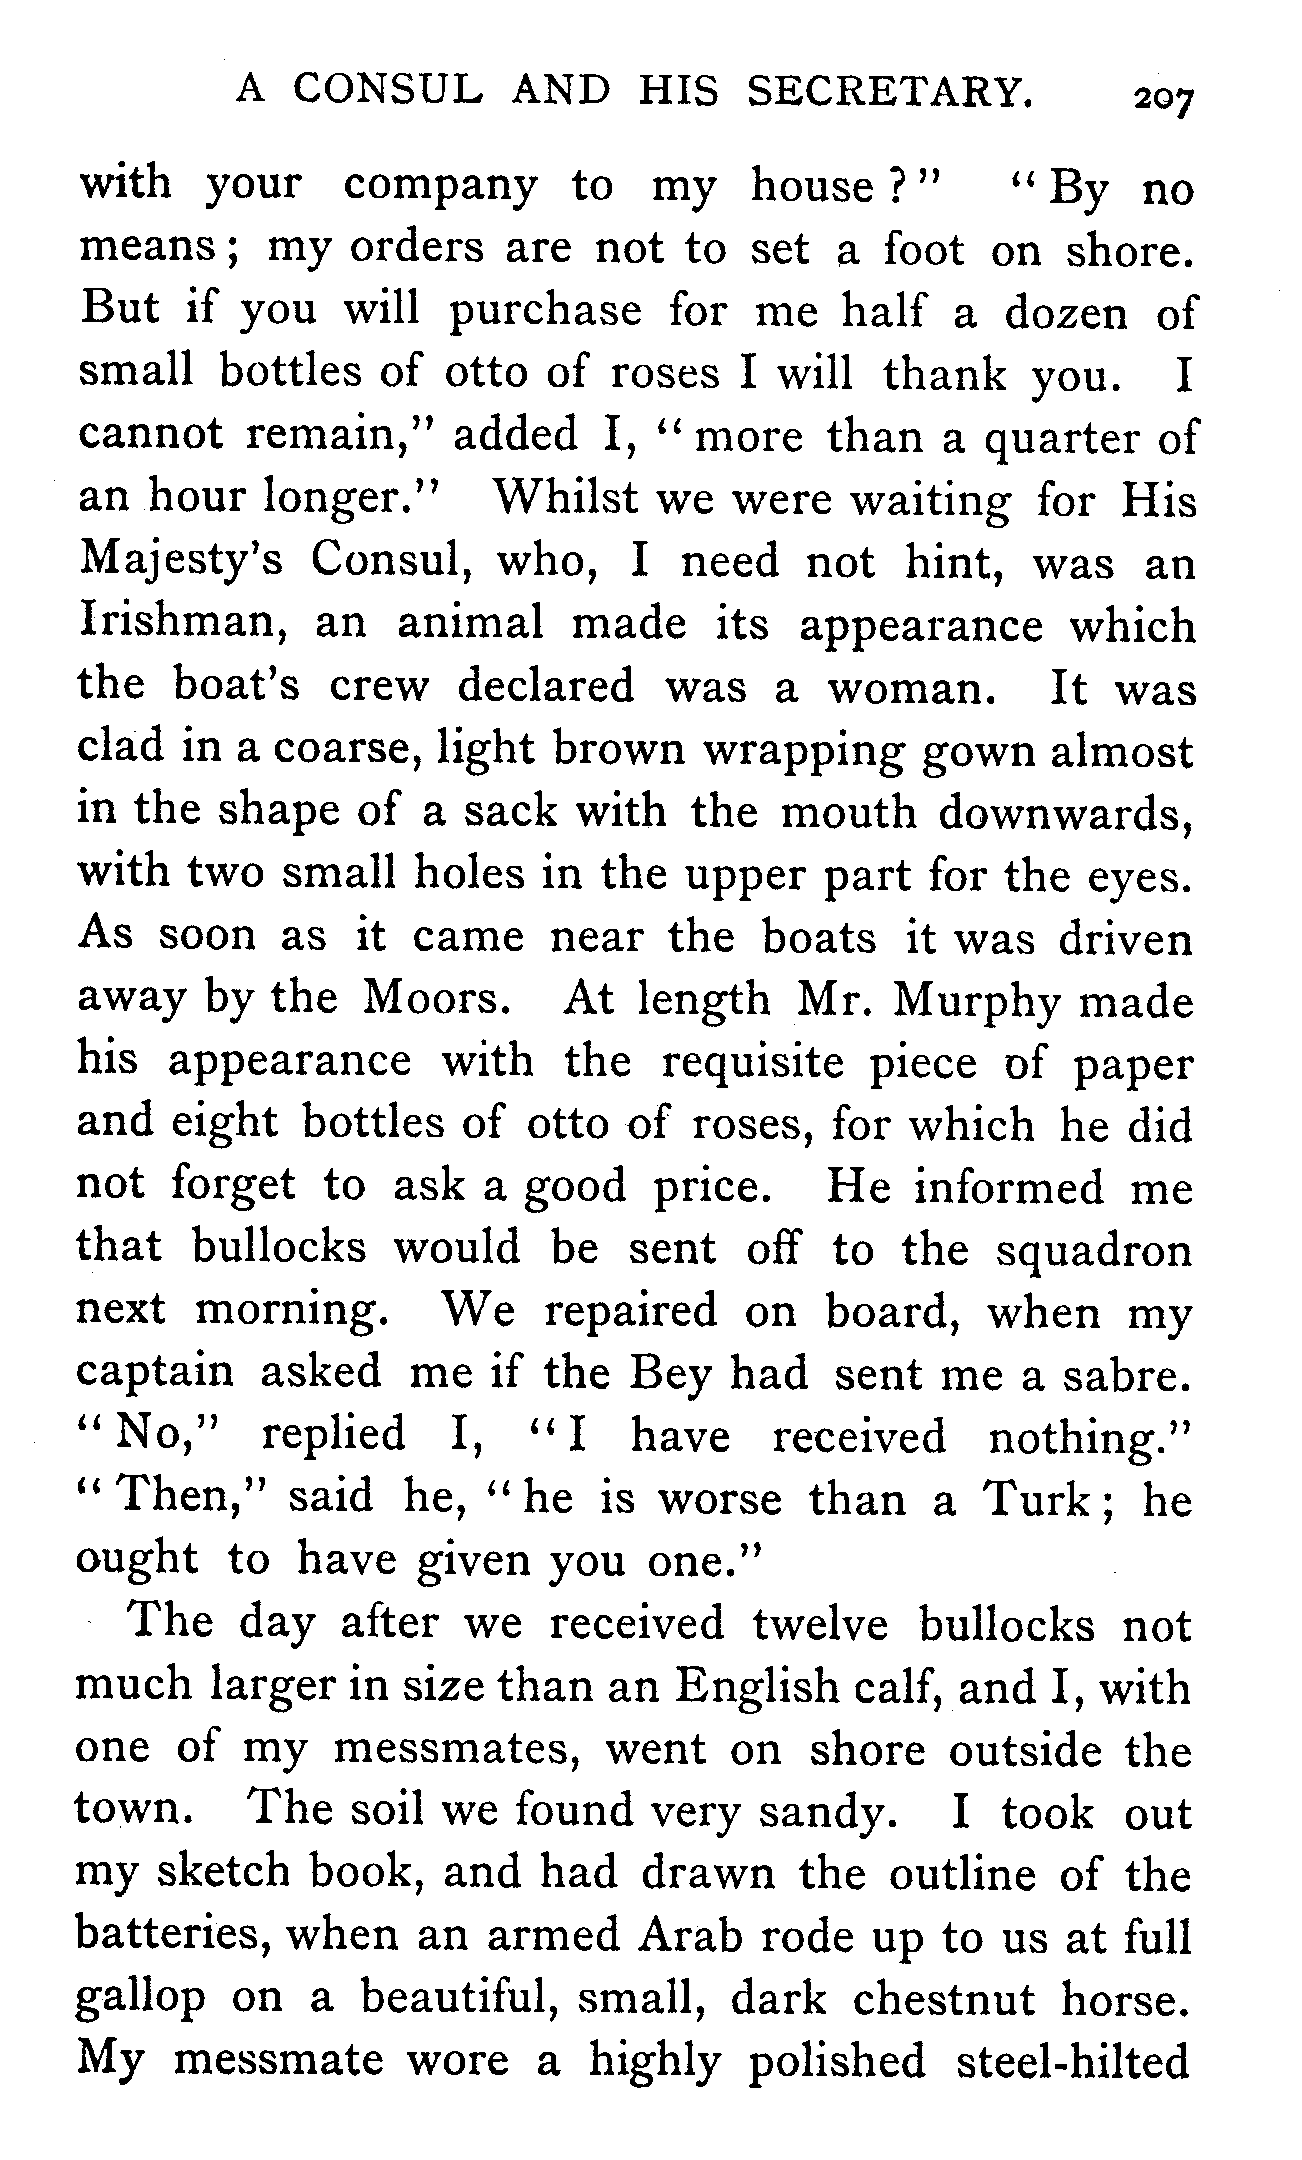 A CONSUL AND HIS SECRETARY. 207
with your company to my house ? " " By no
means ; my orders are not to set a foot on shore.
But if you will purchase for me half a dozen of
small bottles of otto of roses I will thank you. I
cannot remain," added I, " more than a quarter of
an hour longer." Whilst we were waiting for His
Majesty's Consul, who, I need not hint, was an
Irishman, an animal made its appearance which
the boat's crew declared was a woman. It was
clad in a coarse, light brown wrapping gown almost
in the shape of a sack with the mouth downwards,
with two small holes in the upper part for the eyes.
As soon as it came near the boats it was driven
away by the Moors. At length Mr. Murphy made
his appearance with the requisite piece of paper
and eight bottles of otto of roses, for which he did
not forget to ask a good price. He informed me
that bullocks would be sent off to the squadron
next morning. We repaired on board, when my
captain asked me if the Bey had sent me a sabre.
" No," replied I, " I have received nothing."
" Then," said he, " he is worse than a Turk ; he
ought to have given you one."
The day after we received twelve bullocks not
much larger in size than an English calf, and I, with
one of my messmates, went on shore outside the
town. The soil we found very sandy. I took out
my sketch book, and had drawn the outline of the
batteries, when an armed Arab rode up to us at full
gallop on a beautiful, small, dark chestnut horse.
My messmate wore a highly polished steel-hilted